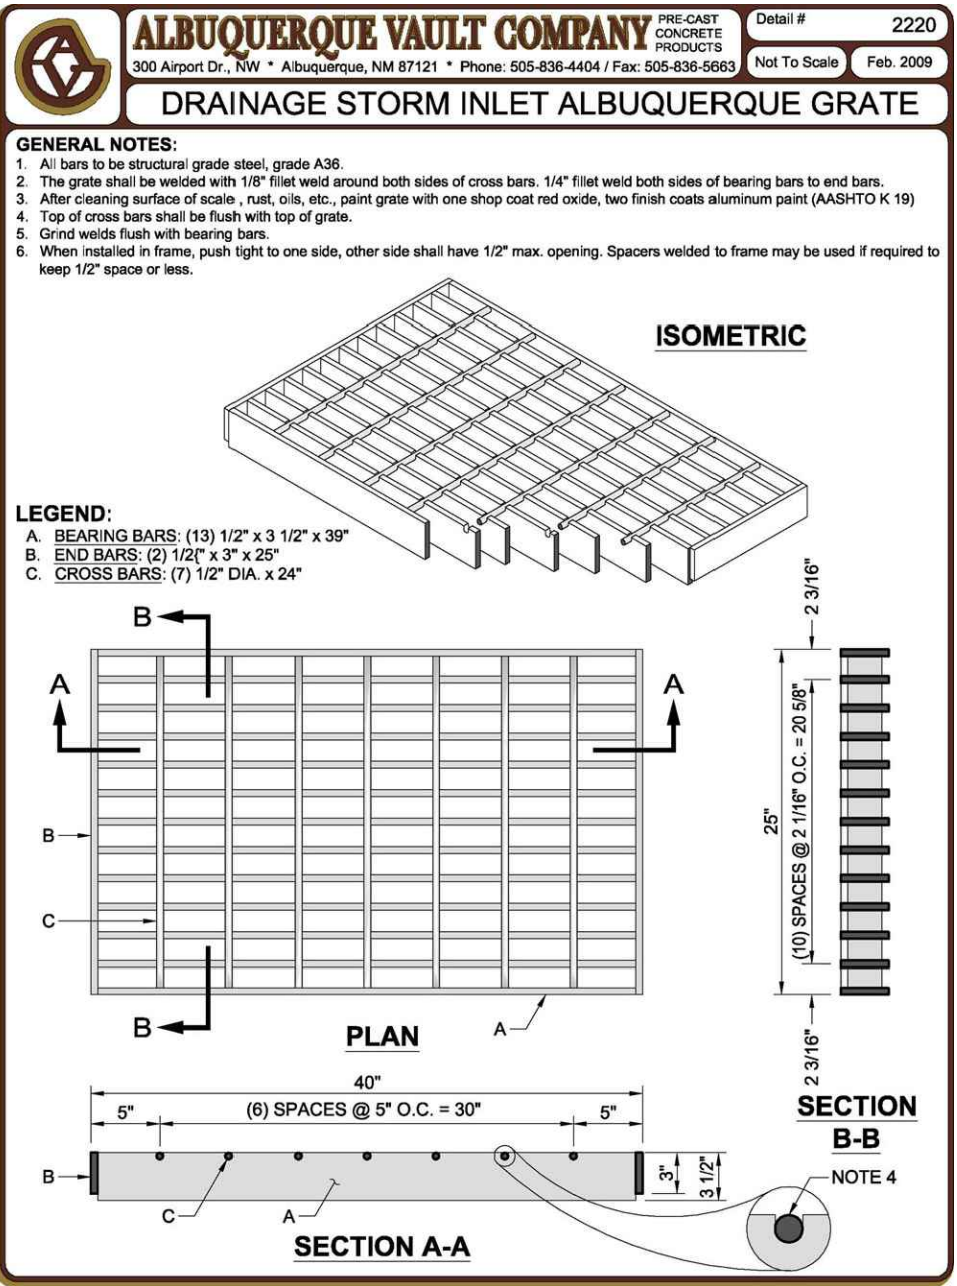 ALBUQUERQUE VAULT COMPANY
PRE-CAST
CONCRETE
PRODUCTS
300 Airport Dr., NW * Albuquerque, NM 87121 * Phone: 505-836-4404 / Fax: 505-836-5663
Detail # 2220
Not To Scale
Feb. 2009
DRAINAGE STORM INLET ALBUQUERQUE GRATE
GENERAL NOTES:
1. All bars to be structural grade steel, grade A36.
2. The grate shall be welded with 1/8" fillet weld around both sides of cross bars. 1/4" fillet weld both sides of bearing bars to end bars.
3. After cleaning surface of scale , rust, oils, etc., paint grate with one shop coat red oxide, two finish coats aluminum paint (AASHTO K 19)
4. Top of cross bars shall be flush with top of grate.
5. Grind welds flush with bearing bars.
6. When installed in frame, push tight to one side, other side shall have 1/2" max. opening. Spacers welded to frame may be used if required to
keep 1/2" space or less.
ISOMETRIC
LEGEND:
A. BEARING BARS: (13) 1/2" x 3 1/2" x 39"
B. END BARS: (2) 1/2{" x 3" x 25"
C. CROSS BARS: (7) 1/2" DIA. x 24"
B
A
A
B
C
B
A
PLAN
2 3/16"
25"
(10) SPACES @ 2 1/16" O.C. = 20 5/8"
2 3/16"
SECTION
B-B
40"
5"
(6) SPACES @ 5" O.C. = 30"
5"
B
C
A
3"
3 1/2"
NOTE 4
SECTION A-A